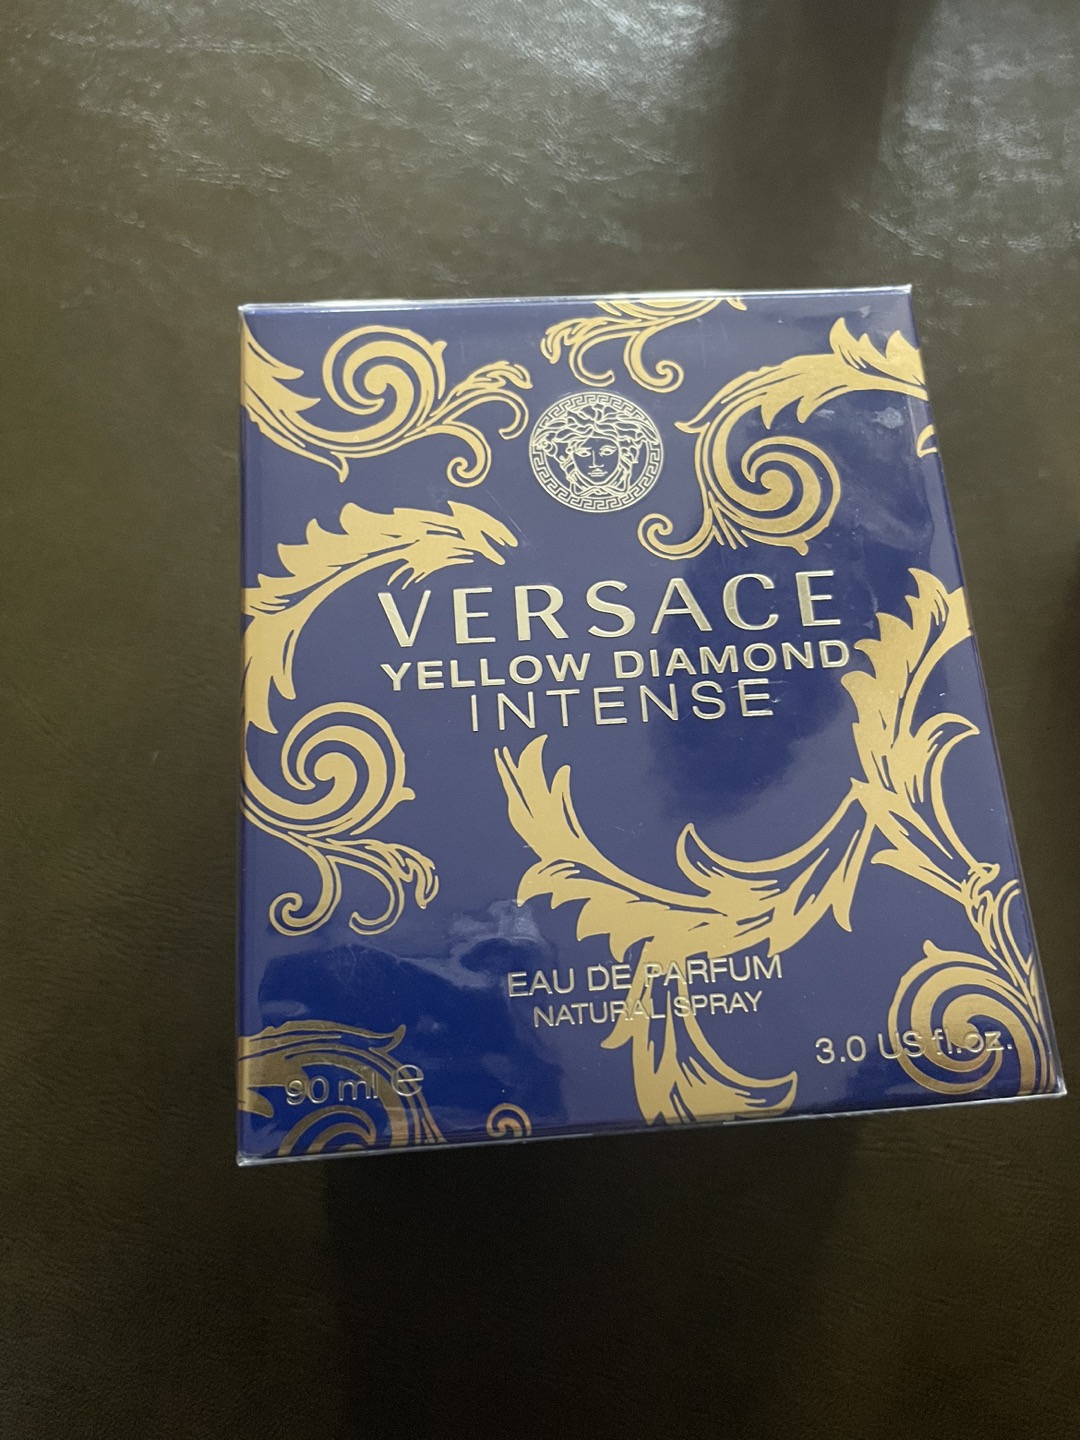 VERSACE
YELLOW DIAMOND
INTENSE
EAU DE PARFUM
NATURAL SPRAY
90 ml ℮
3.0 US fl.oz.